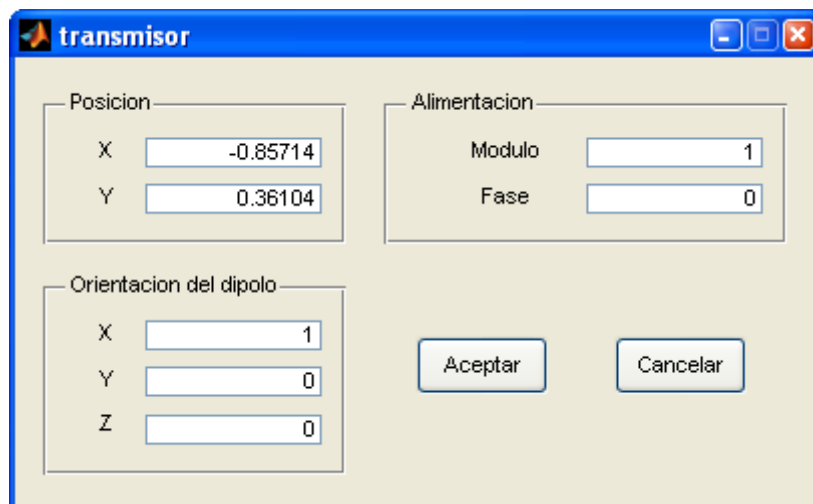 transmisor
Posicion
X -0.85714
Y 0.36104
Alimentacion
Modulo 1
Fase 0
Orientacion del dipolo
X 1
Y 0
Z 0
Aceptar
Cancelar